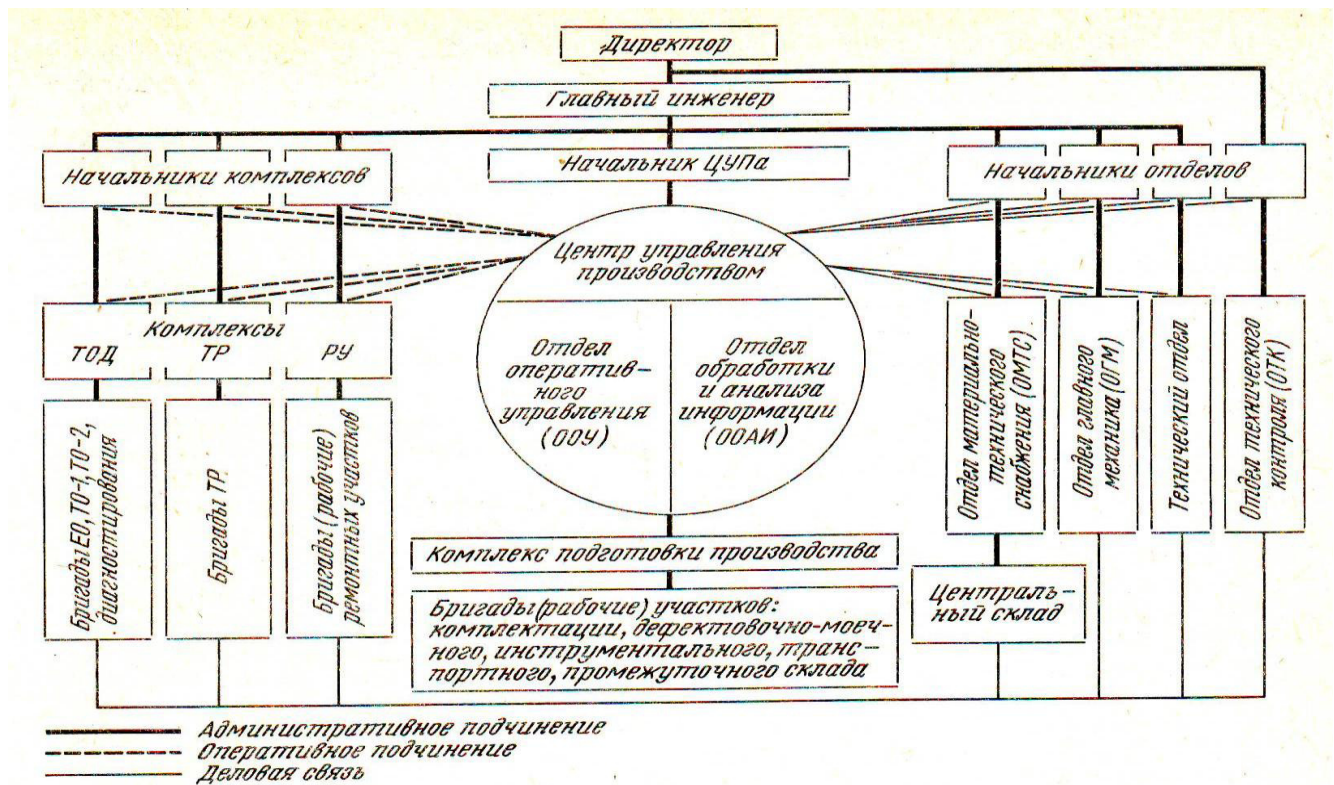 Директор
Главный инженер
Начальники комплексов
Начальник ЦУПа
Начальники отделов
Центр управления
производством
Отдел
оператив-
ного
управления
(ООУ)
Отдел
обработки
и анализа
информации
(ООАИ)
Комплексы
ТОД ТР РУ
Бригады ЕО, ТО-1, ТО-2,
диагностирования
Бригады ТР
Бригады (рабочие)
ремонтных участков
Отдел материально-
технического
снабжения (ОМТС)
Отдел главного
механика (ОГМ)
Технический отдел
Отдел технического
контроля (ОТК)
Комплекс подготовки производства
Бригады (рабочие) участков:
комплектации, дефектовочно-моеч-
ного, инструментального, транс-
портного, промежуточного склада
Централь-
ный склад
Административное подчинение
Оперативное подчинение
Деловая связь